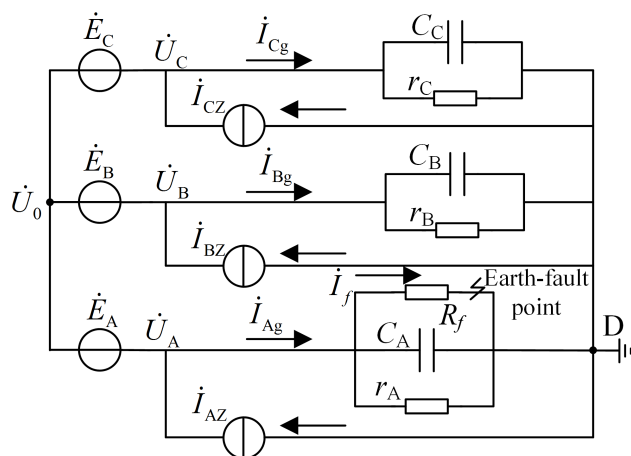 Ė_C
U̇_C
İ_Cg
C_C
r_C
İ_CZ
Ė_B
U̇_B
İ_Bg
C_B
r_B
U̇_0
İ_BZ
İ_f
Earth-fault
point
R_f
Ė_A
U̇_A
İ_Ag
C_A
D
r_A
İ_AZ